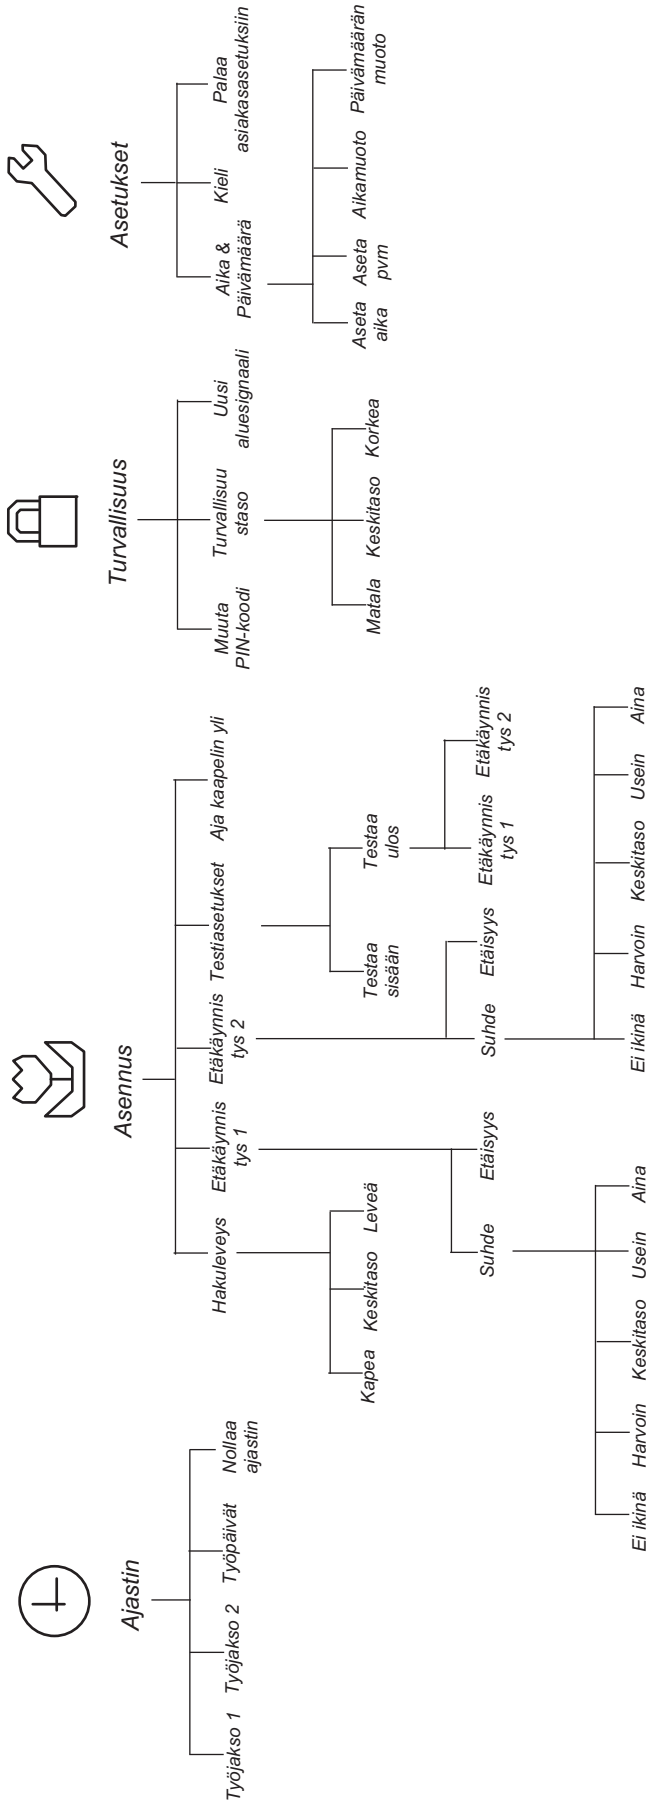 Ajastin
Työjakso 1
Työjakso 2
Työpäivät
Nollaa
ajastin
Asennus
Hakuleveys
Etäkäynnis
tys 1
Etäkäynnis
tys 2
Testiasetukset
Aja kaapelin yli
Kapea
Keskitaso
Leveä
Testaa
sisään
Testaa
ulos
Suhde
Etäisyys
Suhde
Etäisyys
Etäkäynnis
tys 1
Etäkäynnis
tys 2
Ei ikinä
Harvoin
Keskitaso
Usein
Aina
Ei ikinä
Harvoin
Keskitaso
Usein
Aina
Turvallisuus
Muuta
PIN-koodi
Turvallisuu
staso
Uusi
aluesignaali
Matala
Keskitaso
Korkea
Asetukset
Aika &
Päivämäärä
Kieli
Palaa
asiakasasetuksiin
Aseta
aika
Aseta
pvm
Aikamuoto
Päivämäärän
muoto